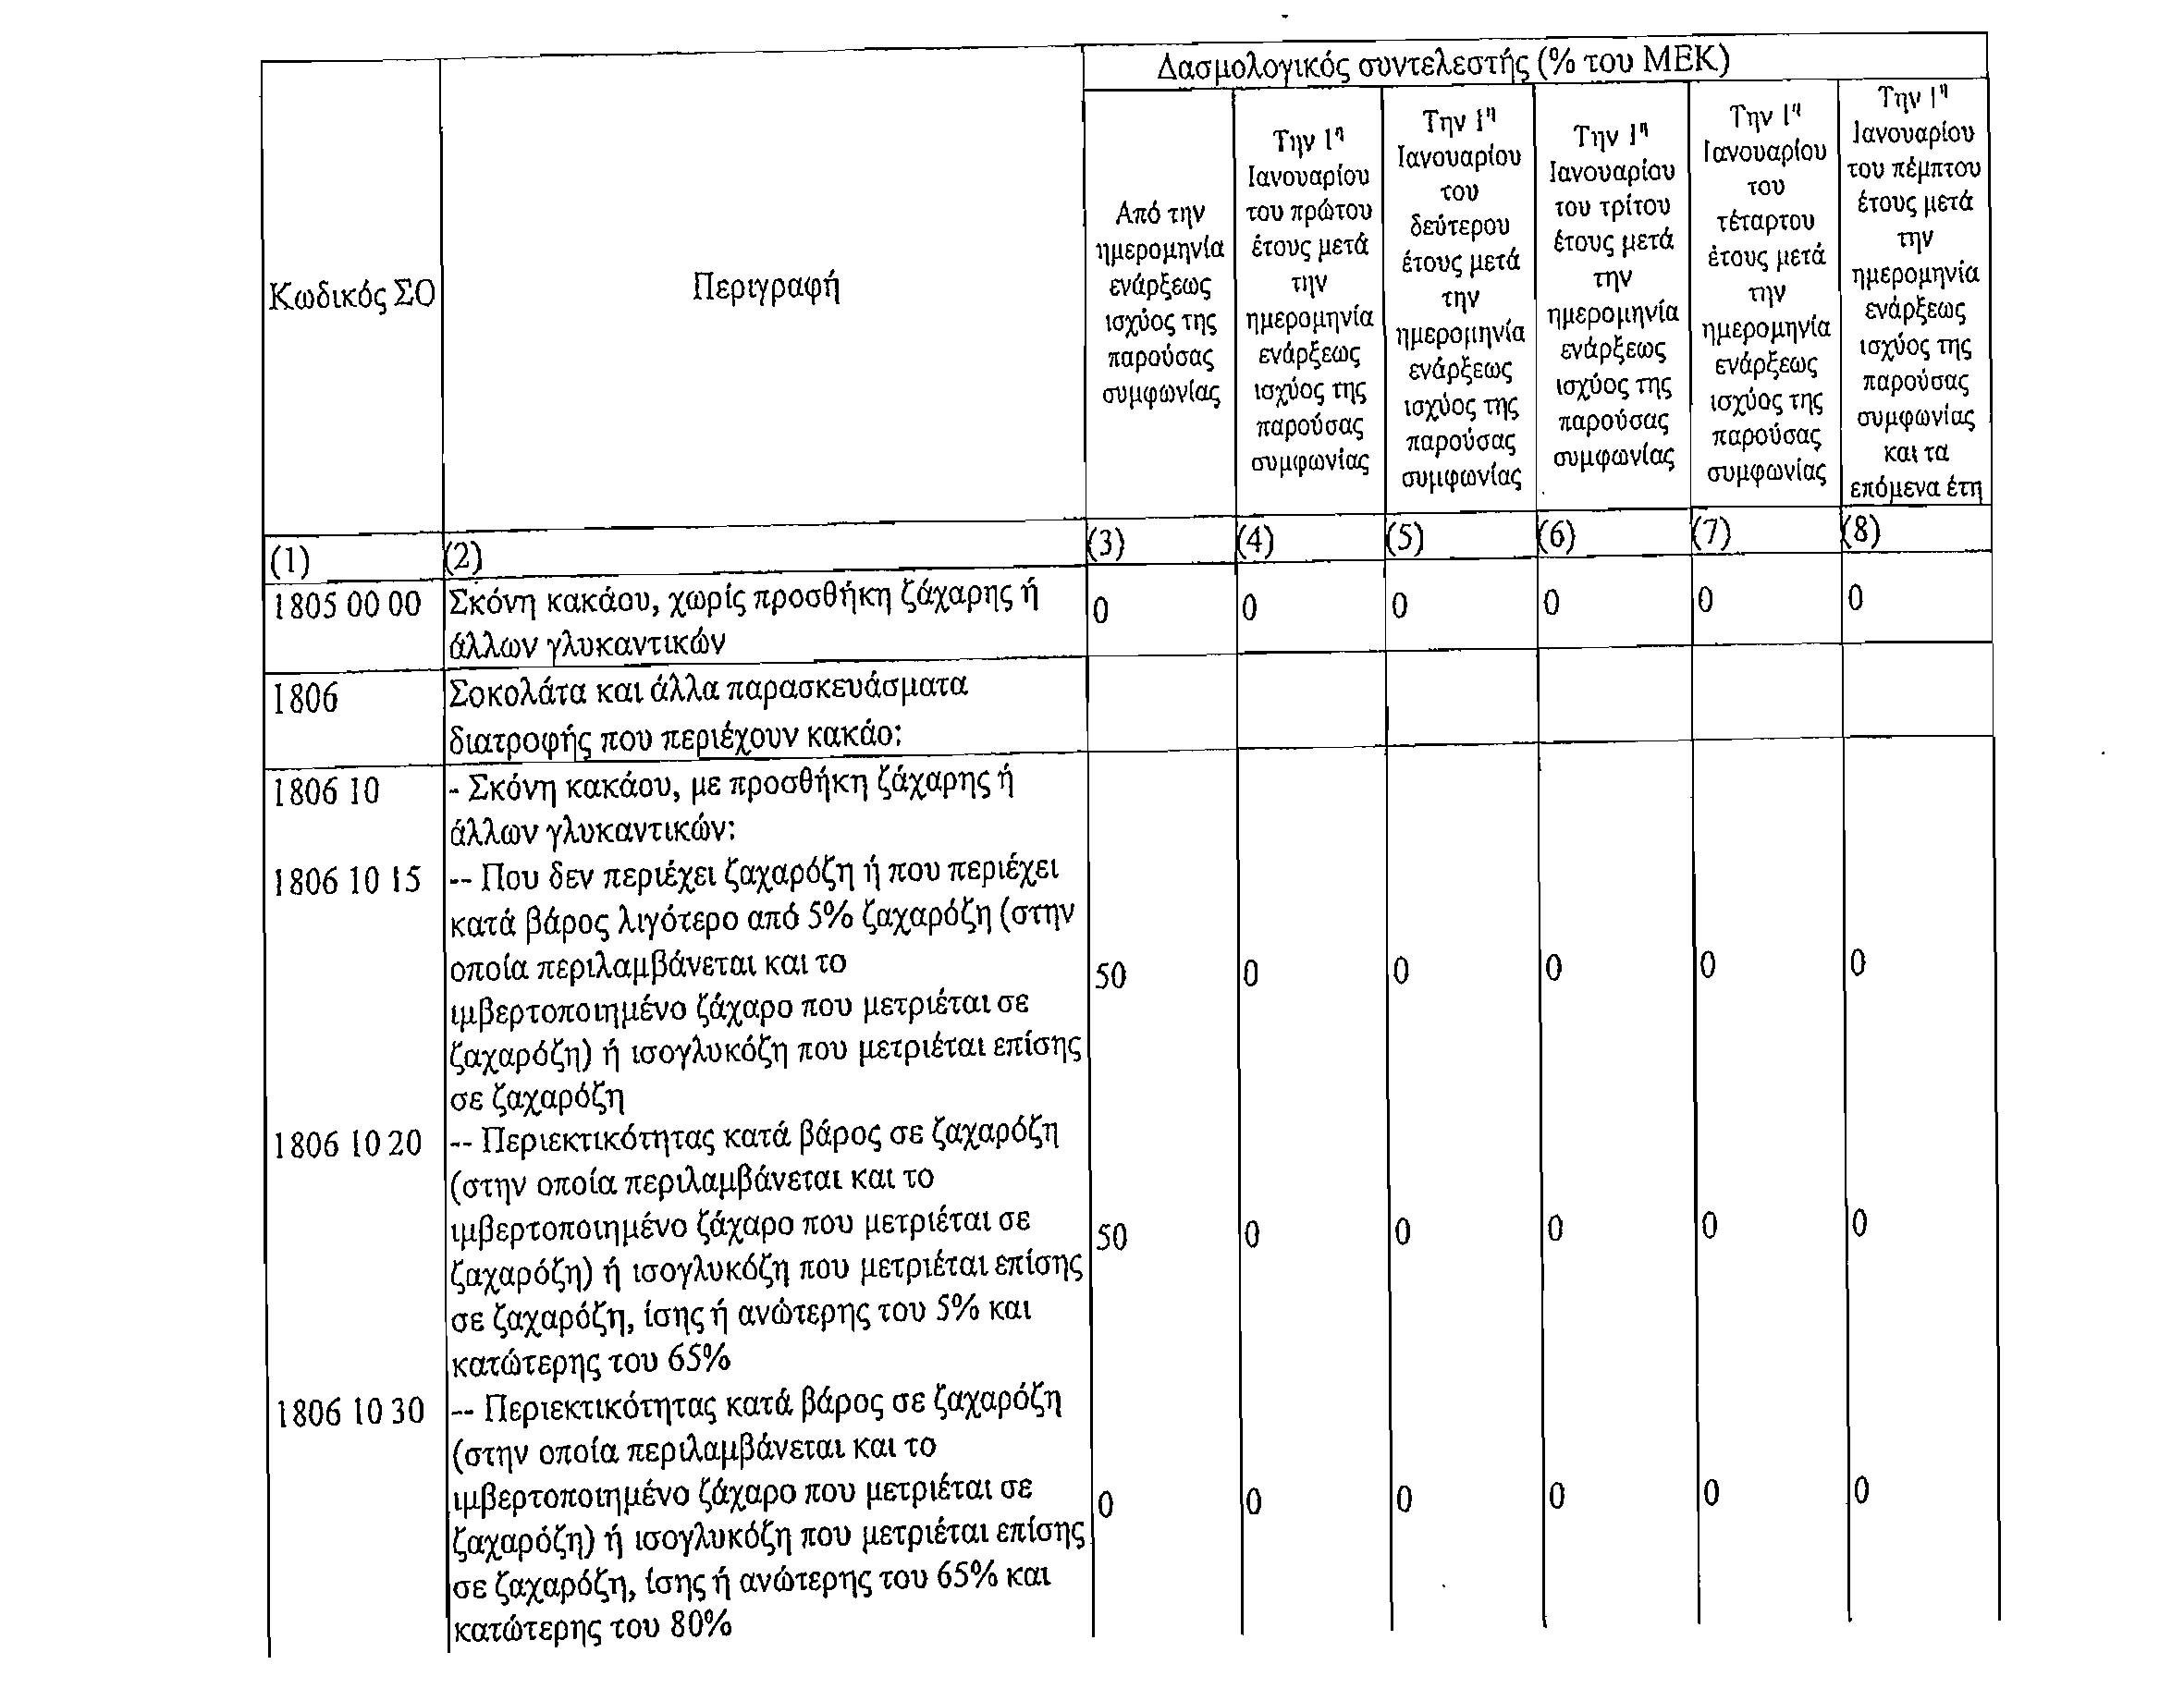 Δασμολογικός συντελεστής (% του ΜΕΚ)
Κωδικός ΣΟ
Περιγραφή
Από την
ημερομηνία
ενάρξεως
ισχύος της
παρούσας
συμφωνίας
Την 1η
Ιανουαρίου
του πρώτου
έτους μετά
την
ημερομηνία
ενάρξεως
ισχύος της
παρούσας
συμφωνίας
Την 1η
Ιανουαρίου
του
δεύτερου
έτους μετά
την
ημερομηνία
ενάρξεως
ισχύος της
παρούσας
συμφωνίας
Την 1η
Ιανουαρίου
του τρίτου
έτους μετά
την
ημερομηνία
ενάρξεως
ισχύος της
παρούσας
συμφωνίας
Την 1η
Ιανουαρίου
του
τέταρτου
έτους μετά
την
ημερομηνία
ενάρξεως
ισχύος της
παρούσας
συμφωνίας
Την 1η
Ιανουαρίου
του πέμπτου
έτους μετά
την
ημερομηνία
ενάρξεως
ισχύος της
παρούσας
συμφωνίας
και τα
επόμενα έτη
(1) (2) (3) (4) (5) (6) (7) (8)
1805 00 00 Σκόνη κακάου, χωρίς προσθήκη ζάχαρης ή 0 0 0 0 0 0
άλλων γλυκαντικών
1806 Σοκολάτα και άλλα παρασκευάσματα
διατροφής που περιέχουν κακάο:
1806 10 - Σκόνη κακάου, με προσθήκη ζάχαρης ή
άλλων γλυκαντικών:
1806 10 15 -- Που δεν περιέχει ζαχαρόζη ή που περιέχει
κατά βάρος λιγότερο από 5% ζαχαρόζη (στην
οποία περιλαμβάνεται και το 50 0 0 0 0 0
ιμβερτοποιημένο ζάχαρο που μετριέται σε
ζαχαρόζη) ή ισογλυκόζη που μετριέται επίσης
σε ζαχαρόζη
1806 10 20 -- Περιεκτικότητας κατά βάρος σε ζαχαρόζη
(στην οποία περιλαμβάνεται και το
ιμβερτοποιημένο ζάχαρο που μετριέται σε 50 0 0 0 0 0
ζαχαρόζη) ή ισογλυκόζη που μετριέται επίσης
σε ζαχαρόζη, ίσης ή ανώτερης του 5% και
κατώτερης του 65%
1806 10 30 -- Περιεκτικότητας κατά βάρος σε ζαχαρόζη
(στην οποία περιλαμβάνεται και το
ιμβερτοποιημένο ζάχαρο που μετριέται σε 0 0 0 0 0 0
ζαχαρόζη) ή ισογλυκόζη που μετριέται επίσης
σε ζαχαρόζη, ίσης ή ανώτερης του 65% και
κατώτερης του 80%